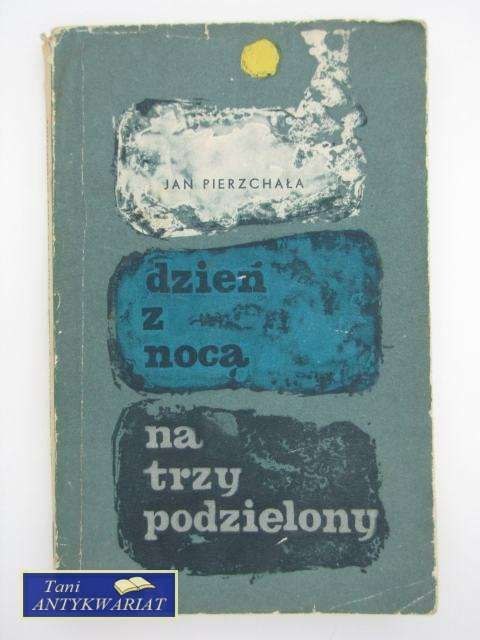 JAN PIERZCHAŁA
dzień
z
nocą
na
trzy
podzielony
Tani
ANTYKWARIAT